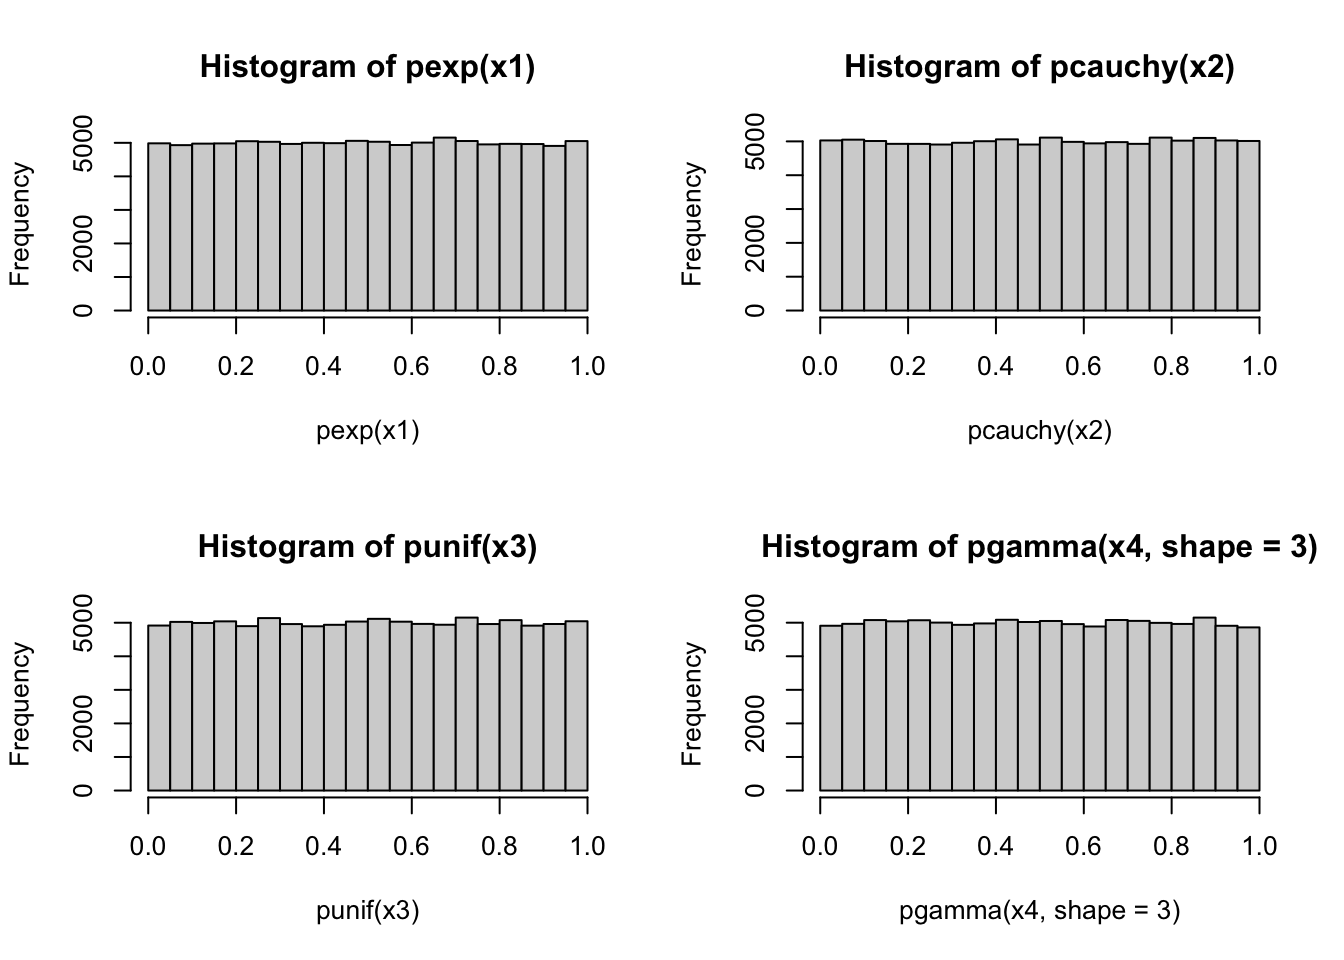 Histogram of pexp(x1)
Frequency
5000
2000
0
0.0 0.2 0.4 0.6 0.8 1.0
pexp(x1)
Histogram of pcauchy(x2)
Frequency
5000
2000
0
0.0 0.2 0.4 0.6 0.8 1.0
pcauchy(x2)
Histogram of punif(x3)
Frequency
5000
2000
0
0.0 0.2 0.4 0.6 0.8 1.0
punif(x3)
Histogram of pgamma(x4, shape = 3)
Frequency
5000
2000
0
0.0 0.2 0.4 0.6 0.8 1.0
pgamma(x4, shape = 3)